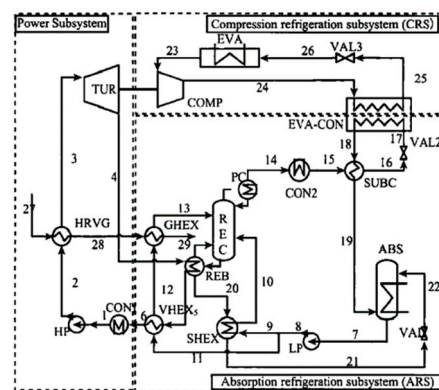 Power Subsystem
Compression refrigeration subsystem (CRS)
23
EVA
26
VAL3
TUR
COMP
24
25
EVA-CON
3
4
18
17
VAL2
PC
14
15
16
CON2
SUBC
27
HRVG
GHEX
13
REC
28
29
19
ABS
REB
10
22
2
12
20
CON1
VHEX
5
HP
1
6
SHEX
9
8
7
LP
11
21
Absorption refrigeration subsystem (ARS)